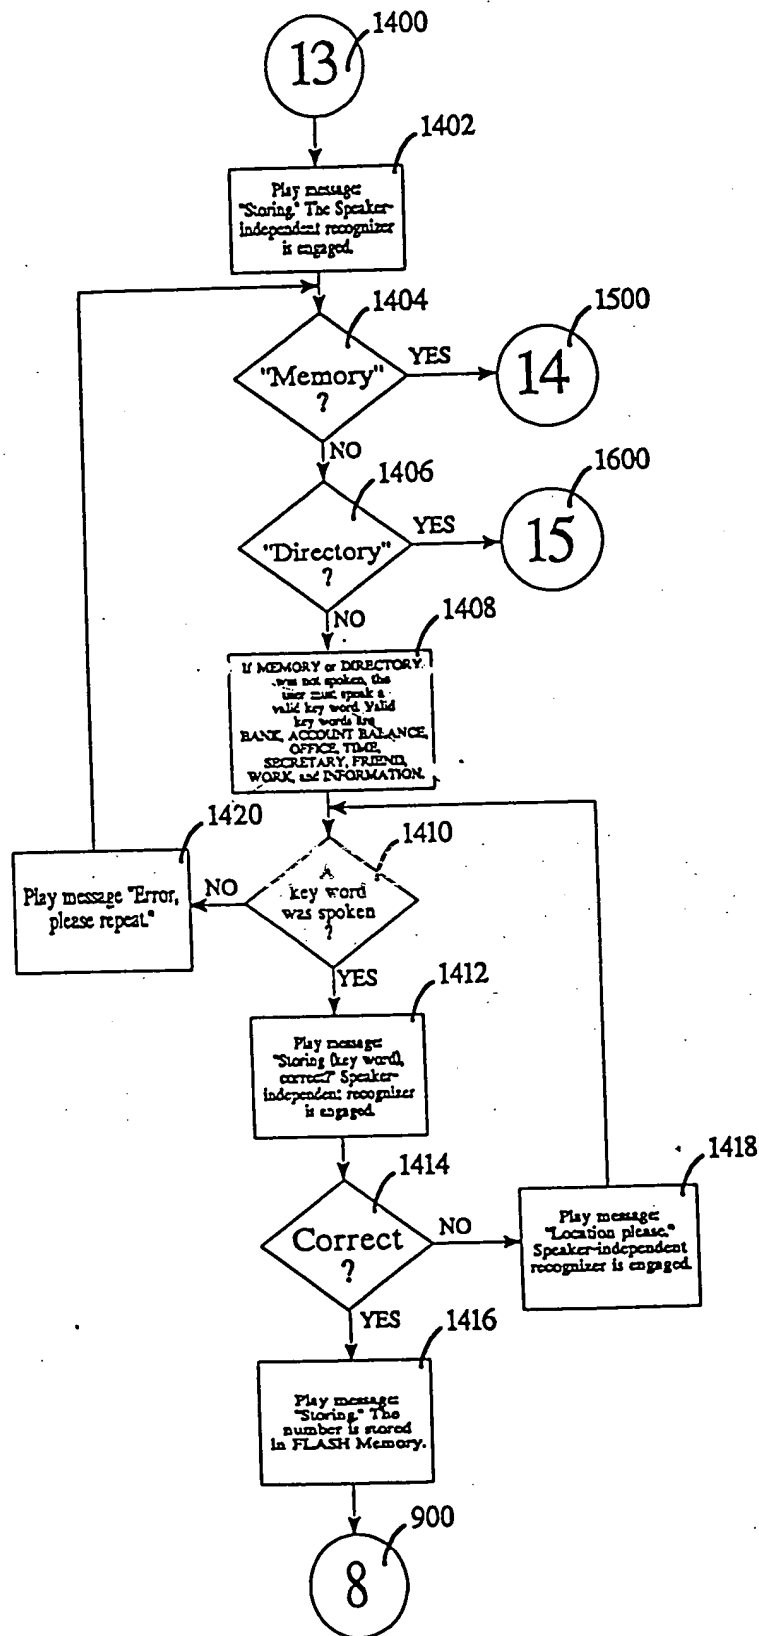 1400
13
1402
Play message:
"Storing." The Speaker-
independent recognizer
is engaged.
1404
"Memory"
?
YES
1500
14
NO
1406
"Directory"
?
YES
1600
15
NO
1408
If MEMORY or DIRECTORY
was not spoken, the
user must speak a
valid key word. Valid
key words are
BANK, ACCOUNT BALANCE,
OFFICE, TIME,
SECRETARY, FRIEND,
WORK, and INFORMATION.
1420
Play message "Error,
please repeat."
NO
1410
A
key word
was spoken
?
YES
1412
Play message:
"Storing (key word),
correct?" Speaker-
independent recognizer
is engaged.
1414
Correct
?
NO
1418
Play message:
"Location please."
Speaker-independent
recognizer is engaged.
YES
1416
Play message:
"Storing." The
number is stored
in FLASH Memory.
900
8